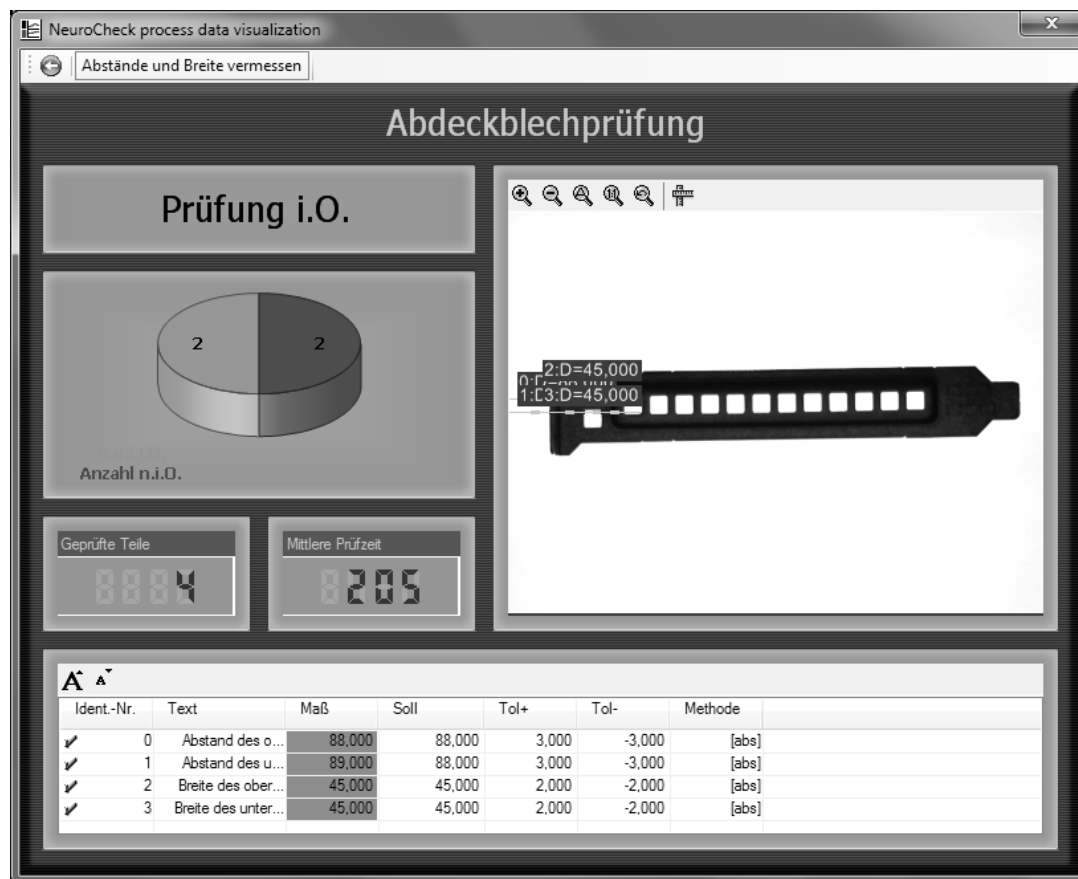 NeuroCheck process data visualization
x
Abstände und Breite vermessen
Abdeckblechprüfung
Prüfung i.O.
2 2
Anzahl n.i.O.
Geprüfte Teile
4
Mittlere Prüfzeit
205
2:D=45,000
1:D3:D=45,000
A A
Ident.-Nr. Text Maß Soll Tol+ Tol- Methode
0 Abstand des o... 88,000 88,000 3,000 -3,000 [abs]
1 Abstand des u... 89,000 88,000 3,000 -3,000 [abs]
2 Breite des ober... 45,000 45,000 2,000 -2,000 [abs]
3 Breite des unter... 45,000 45,000 2,000 -2,000 [abs]